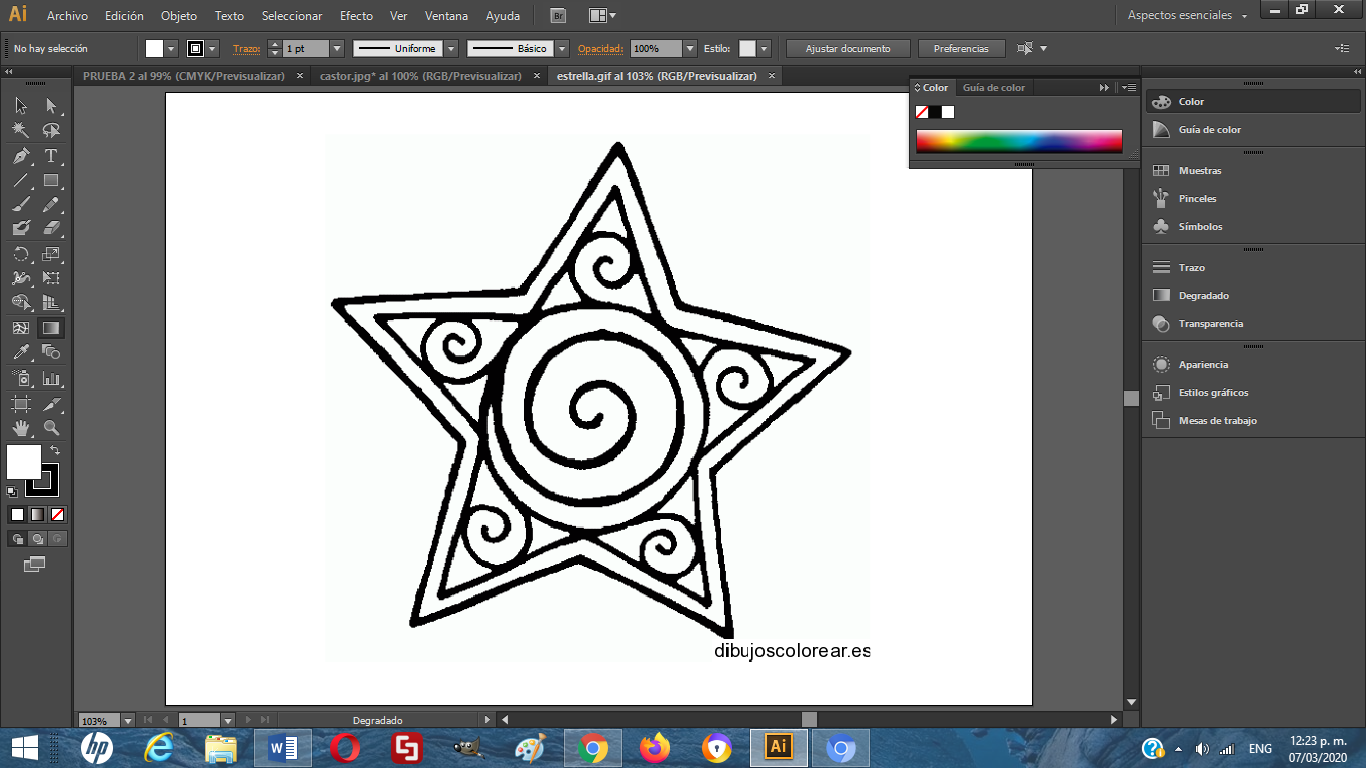 Ai Archivo Edición Objeto Texto Seleccionar Efecto Ver Ventana Ayuda Br Aspectos esenciales
No hay selección Trazo: 1 pt Uniforme Básico Opacidad: 100% Estilo: Ajustar documento Preferencias
PRUEBA 2 al 99% (CMYK/Previsualizar) × castor.jpg* al 100% (RGB/Previsualizar) × estrella.gif al 103% (RGB/Previsualizar) ×
Color Guía de color
Color
Guía de color
Muestras
Pinceles
Símbolos
Trazo
Degradado
Transparencia
Apariencia
Estilos gráficos
Mesas de trabajo
T
dibujoscolorear.es
103% 1 Degradado
hp W Ai ENG 12:23 p. m.
07/03/2020